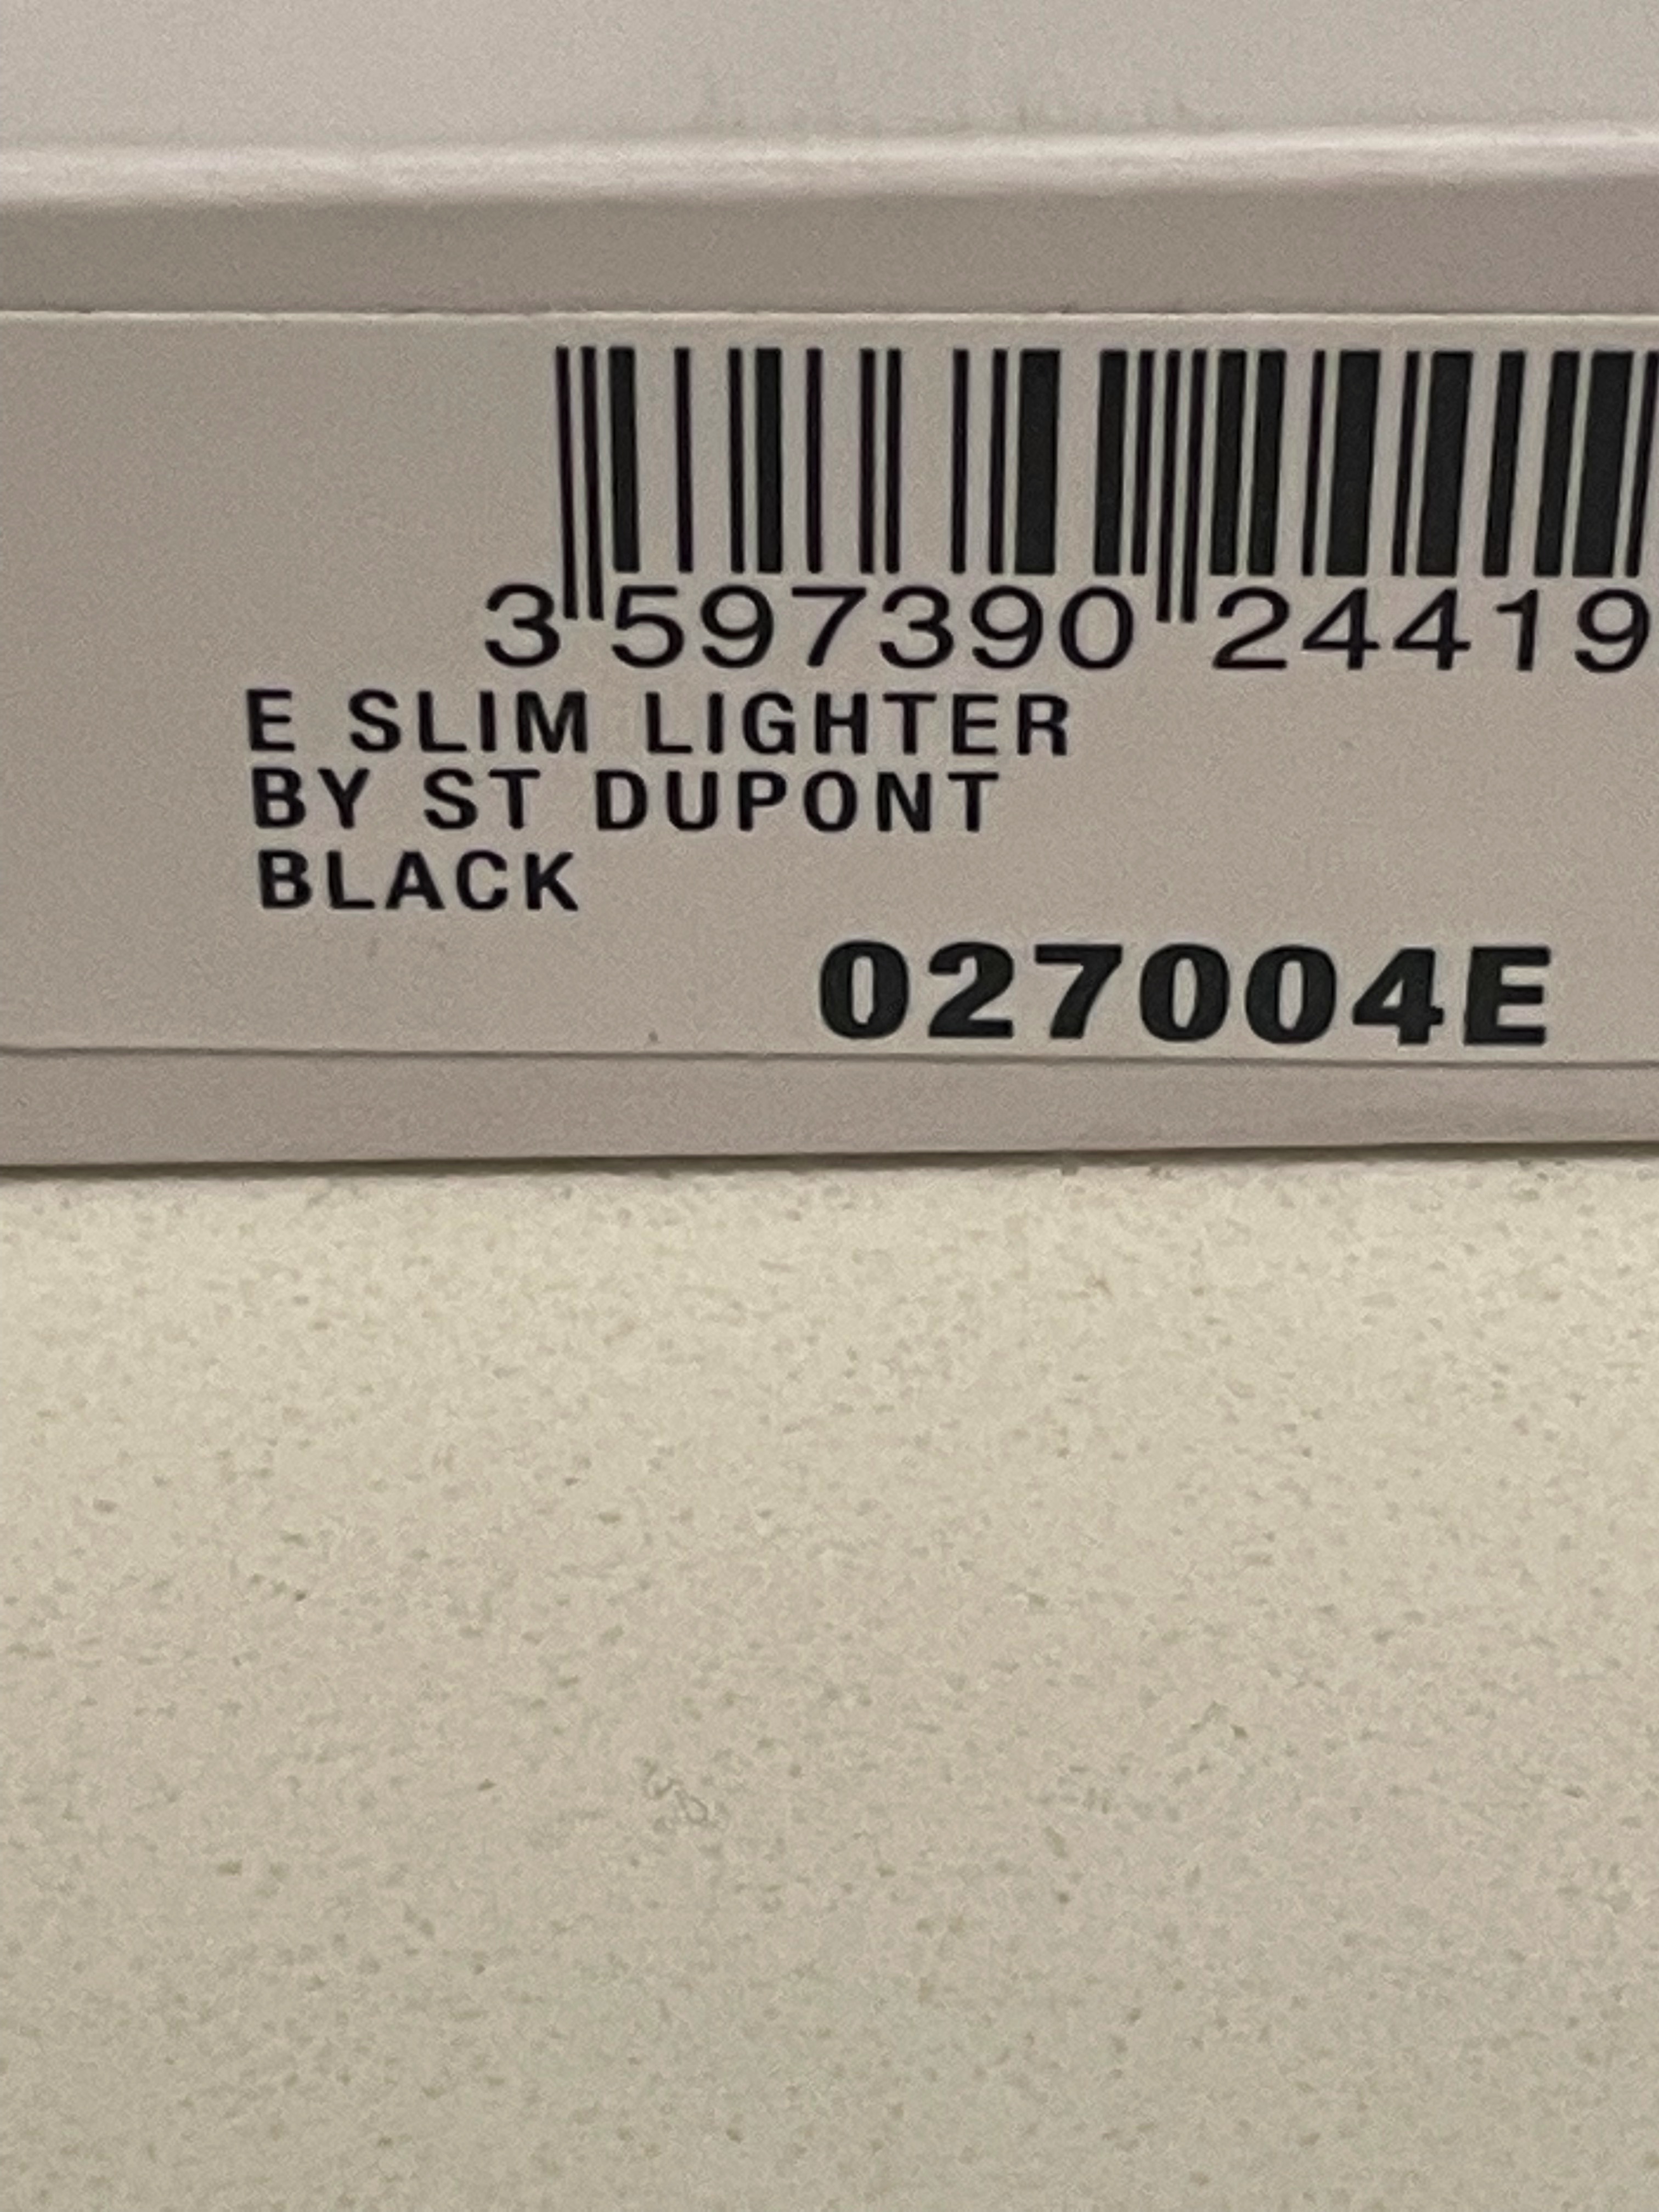 3 597390 24419
E SLIM LIGHTER
BY ST DUPONT
BLACK
027004E